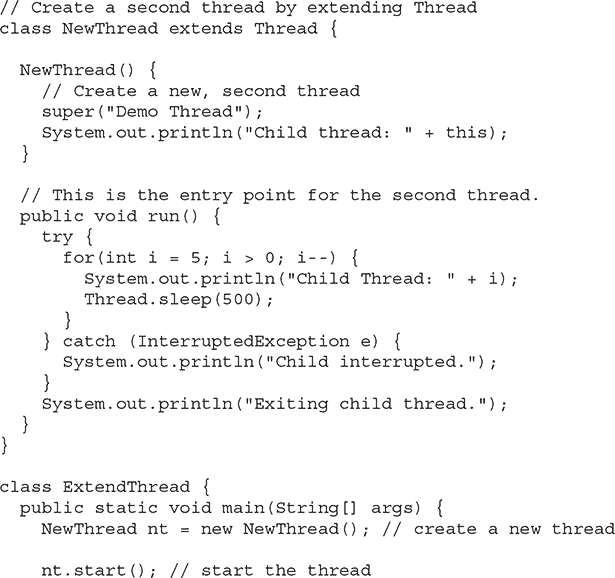 // Create a second thread by extending Thread
class NewThread extends Thread {

  NewThread() {
    // Create a new, second thread
    super("Demo Thread");
    System.out.println("Child thread: " + this);
  }

  // This is the entry point for the second thread.
  public void run() {
    try {
      for(int i = 5; i > 0; i--) {
        System.out.println("Child Thread: " + i);
        Thread.sleep(500);
      }
    } catch (InterruptedException e) {
      System.out.println("Child interrupted.");
    }
    System.out.println("Exiting child thread.");
  }
}

class ExtendThread {
  public static void main(String[] args) {
    NewThread nt = new NewThread(); // create a new thread

    nt.start(); // start the thread